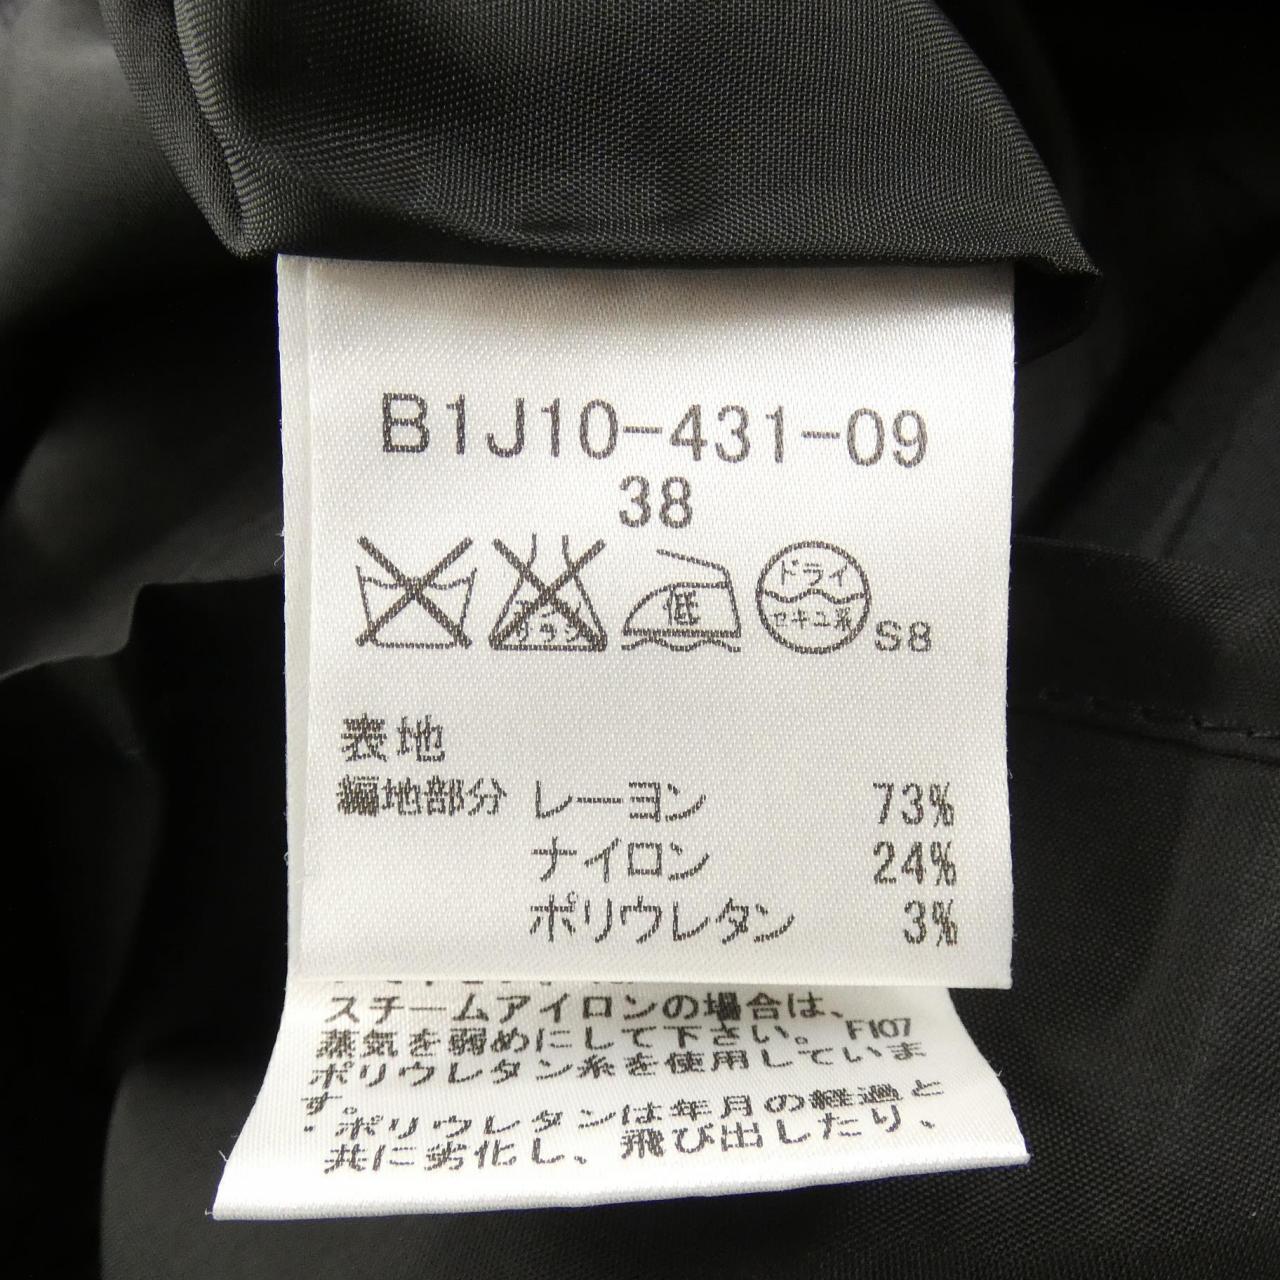 B1J10-431-09
38
低
ドライ
セキユ系
S8
表地
編地部分 レーヨン 73%
ナイロン 24%
ポリウレタン 3%
スチームアイロンの場合は、
蒸気を弱めにして下さい。 F107
ポリウレタン糸を使用していま
す。
・ポリウレタンは年月の経過と
共に劣化し、飛び出したり、